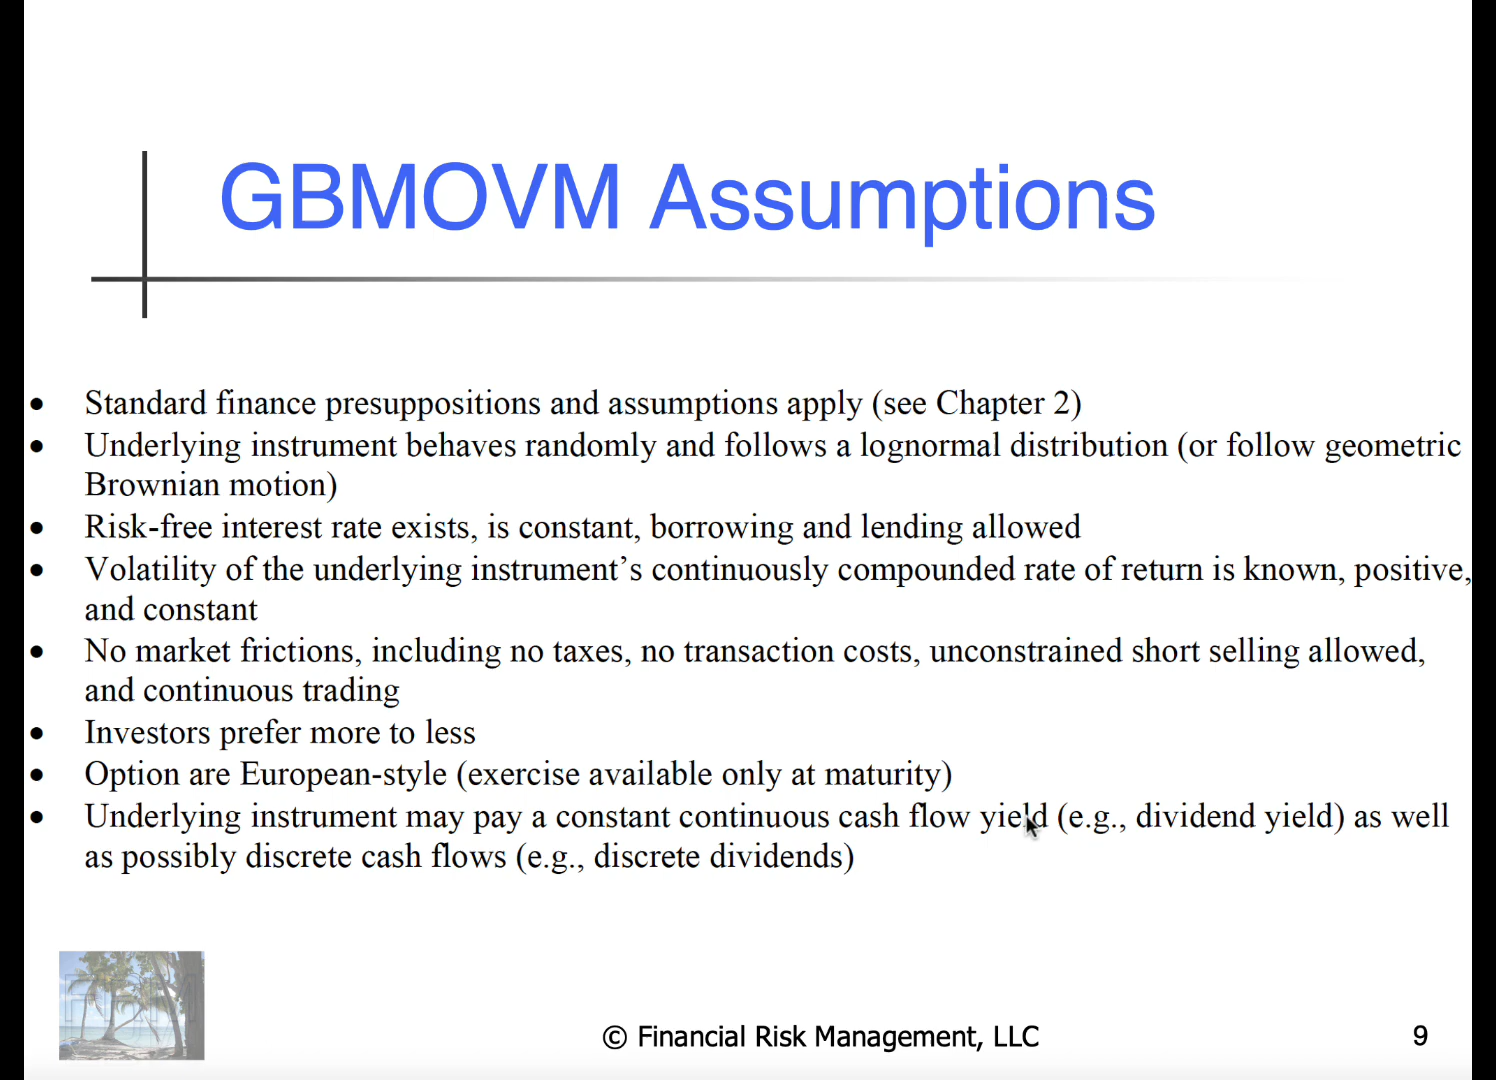 GBMOVM Assumptions
• Standard finance presuppositions and assumptions apply (see Chapter 2)
• Underlying instrument behaves randomly and follows a lognormal distribution (or follow geometric
Brownian motion)
• Risk-free interest rate exists, is constant, borrowing and lending allowed
• Volatility of the underlying instrument’s continuously compounded rate of return is known, positive,
and constant
• No market frictions, including no taxes, no transaction costs, unconstrained short selling allowed,
and continuous trading
• Investors prefer more to less
• Option are European-style (exercise available only at maturity)
• Underlying instrument may pay a constant continuous cash flow yield (e.g., dividend yield) as well
as possibly discrete cash flows (e.g., discrete dividends)
© Financial Risk Management, LLC
9